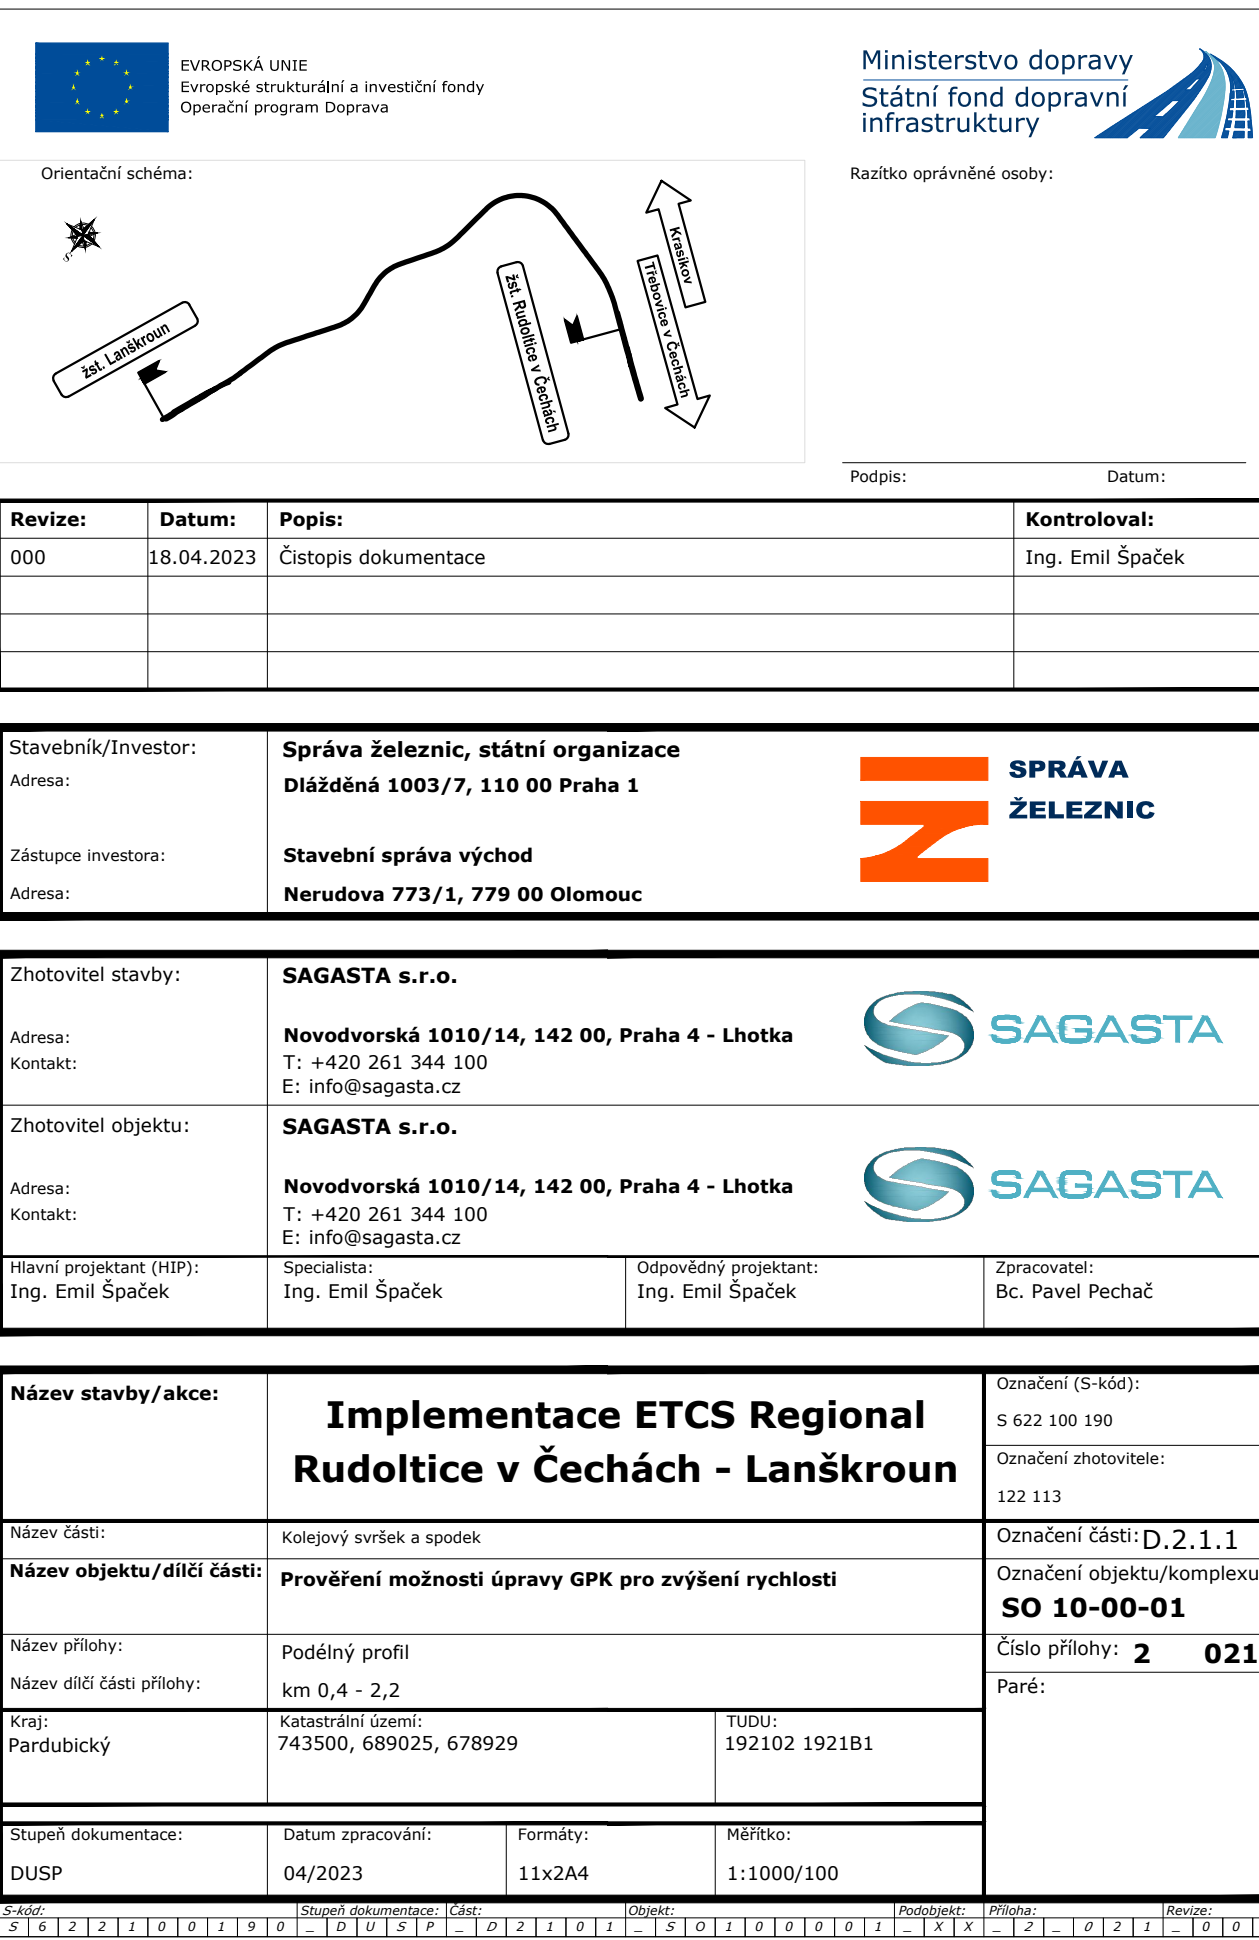 EVROPSKÁ UNIE
Evropské strukturální a investiční fondy
Operační program Doprava
Ministerstvo dopravy
Státní fond dopravní
infrastruktury
Orientační schéma:
S
žst. Lanškroun
žst. Rudoltice v Čechách
Krasíkov
Třebovice v Čechách
Razítko oprávněné osoby:
Podpis: Datum:
Revize: Datum: Popis: Kontroloval:
000 18.04.2023 Čistopis dokumentace Ing. Emil Špaček
Stavebník/Investor: Správa železnic, státní organizace
Adresa: Dlážděná 1003/7, 110 00 Praha 1
SPRÁVA
ŽELEZNIC
Zástupce investora: Stavební správa východ
Adresa: Nerudova 773/1, 779 00 Olomouc
Zhotovitel stavby: SAGASTA s.r.o.
SAGASTA
Adresa: Novodvorská 1010/14, 142 00, Praha 4 - Lhotka
Kontakt: T: +420 261 344 100
E: info@sagasta.cz
Zhotovitel objektu: SAGASTA s.r.o.
SAGASTA
Adresa: Novodvorská 1010/14, 142 00, Praha 4 - Lhotka
Kontakt: T: +420 261 344 100
E: info@sagasta.cz
Hlavní projektant (HIP): Specialista: Odpovědný projektant: Zpracovatel:
Ing. Emil Špaček Ing. Emil Špaček Ing. Emil Špaček Bc. Pavel Pechač
Název stavby/akce: Implementace ETCS Regional
Rudoltice v Čechách - Lanškroun
Označení (S-kód):
S 622 100 190
Označení zhotovitele:
122 113
Název části: Kolejový svršek a spodek Označení části: D.2.1.1
Název objektu/dílčí části: Prověření možnosti úpravy GPK pro zvýšení rychlosti Označení objektu/komplexu
SO 10-00-01
Název přílohy: Podélný profil Číslo přílohy: 2 021
Název dílčí části přílohy: km 0,4 - 2,2 Paré:
Kraj: Katastrální území: TUDU:
Pardubický 743500, 689025, 678929 192102 1921B1
Stupeň dokumentace: Datum zpracování: Formáty: Měřítko:
DUSP 04/2023 11x2A4 1:1000/100
S-kód: Stupeň dokumentace: Část: Objekt: Podobjekt: Příloha: Revize:
S 6 2 2 1 0 0 1 9 0 _ D U S P _ D 2 1 0 1 _ S O 1 0 0 0 0 1 _ X X _ 2 _ 0 2 1 _ 0 0